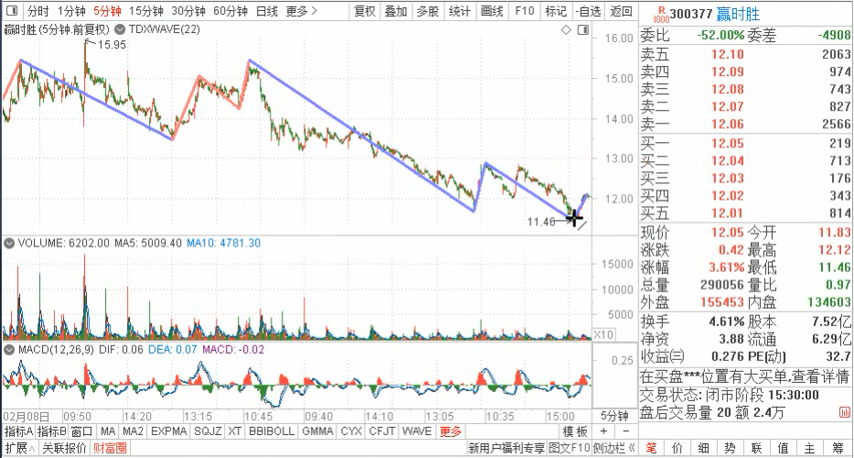 分时 1分钟 5分钟 15分钟 30分钟 60分钟 日线 更多 > 复权 叠加 多股 统计 画线 F10 标记 -自选 返回
赢时胜(5分钟.前复权) TDXWAVE(22)
15.95
16.00
15.00
14.00
13.00
12.00
11.46
VOLUME: 6202.00 MA5: 5009.40 MA10: 4781.30
15000
10000
5000
X10
MACD(12,26,9) DIF: 0.06 DEA: 0.07 MACD: -0.02
0.25
02月08日 09:50 14:20 13:15 10:45 09:40 14:10 13:05 10:35 15:00 5分钟
指标A 指标B 窗口 MA MA2 EXPMA SQJZ XT BBIBOLL GMMA CYX CFJT WAVE 更多 模板 + -
扩展∧ 关联报价 财富圈 新用户福利专享 图文F10 侧边栏《
R
1000 300377 赢时胜
委比 -52.00% 委差 -4908
卖五 12.10 2063
卖四 12.09 974
卖三 12.08 743
卖二 12.07 827
卖一 12.06 2566
买一 12.05 219
买二 12.04 713
买三 12.03 176
买四 12.02 343
买五 12.01 814
现价 12.05 今开 11.83
涨跌 0.42 最高 12.12
涨幅 3.61% 最低 11.46
总量 290056 量比 0.97
外盘 155453 内盘 134603
换手 4.61% 股本 7.52亿
净资 3.88 流通 6.29亿
收益㈢ 0.276 PE(动) 32.7
在买盘***位置有大买单,查看详情
交易状态: 闭市阶段 15:30:00
盘后交易量 20 额 2.4万
笔 价 细 势 联 值 主 筹